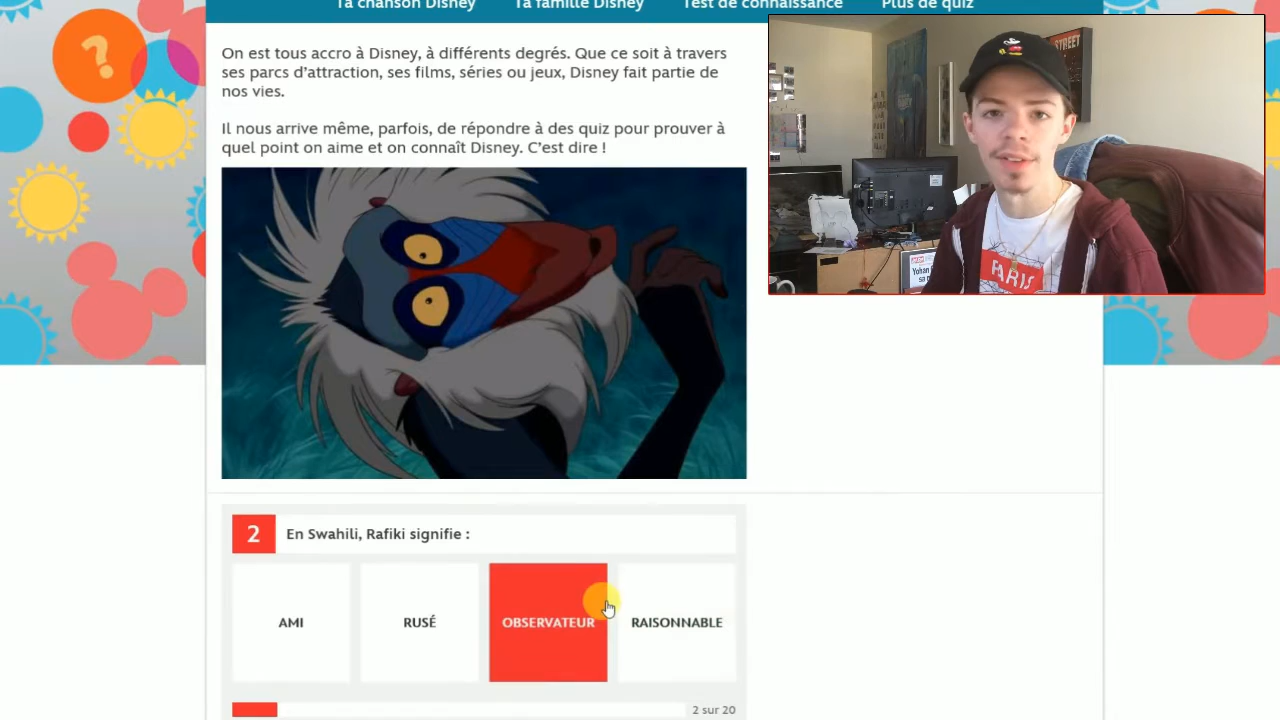 Ta chanson Disney
Ta famille Disney
Test de connaissance
Plus de quiz
?
On est tous accro à Disney, à différents degrés. Que ce soit à travers
ses parcs d'attraction, ses films, séries ou jeux, Disney fait partie de
nos vies.
Il nous arrive même, parfois, de répondre à des quiz pour prouver à
quel point on aime et on connaît Disney. C'est dire !
STREET
PARIS
Yohan
2
En Swahili, Rafiki signifie :
AMI
RUSÉ
OBSERVATEUR
RAISONNABLE
2 sur 20